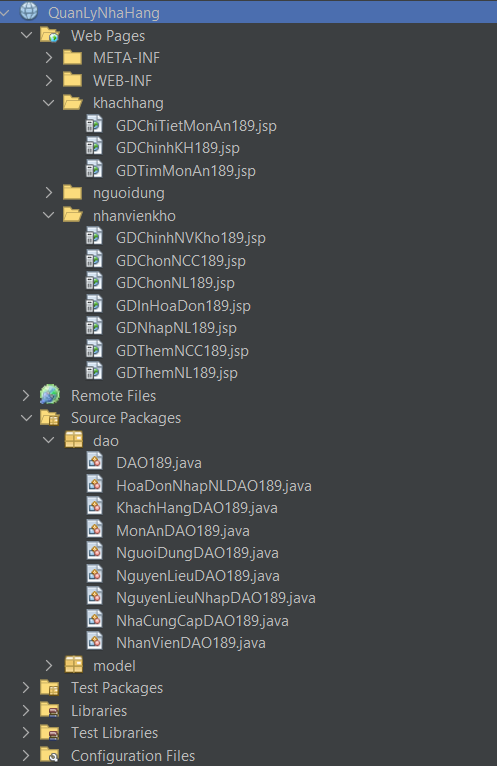 QuanLyNhaHang
Web Pages
META-INF
WEB-INF
khachhang
GDChiTietMonAn189.jsp
GDChinhKH189.jsp
GDTimMonAn189.jsp
nguoidung
nhanvienkho
GDChinhNVKho189.jsp
GDChonNCC189.jsp
GDChonNL189.jsp
GDInHoaDon189.jsp
GDNhapNL189.jsp
GDThemNCC189.jsp
GDThemNL189.jsp
Remote Files
Source Packages
dao
DAO189.java
HoaDonNhapNLDAO189.java
KhachHangDAO189.java
MonAnDAO189.java
NguoiDungDAO189.java
NguyenLieuDAO189.java
NguyenLieuNhapDAO189.java
NhaCungCapDAO189.java
NhanVienDAO189.java
model
Test Packages
Libraries
Test Libraries
Configuration Files